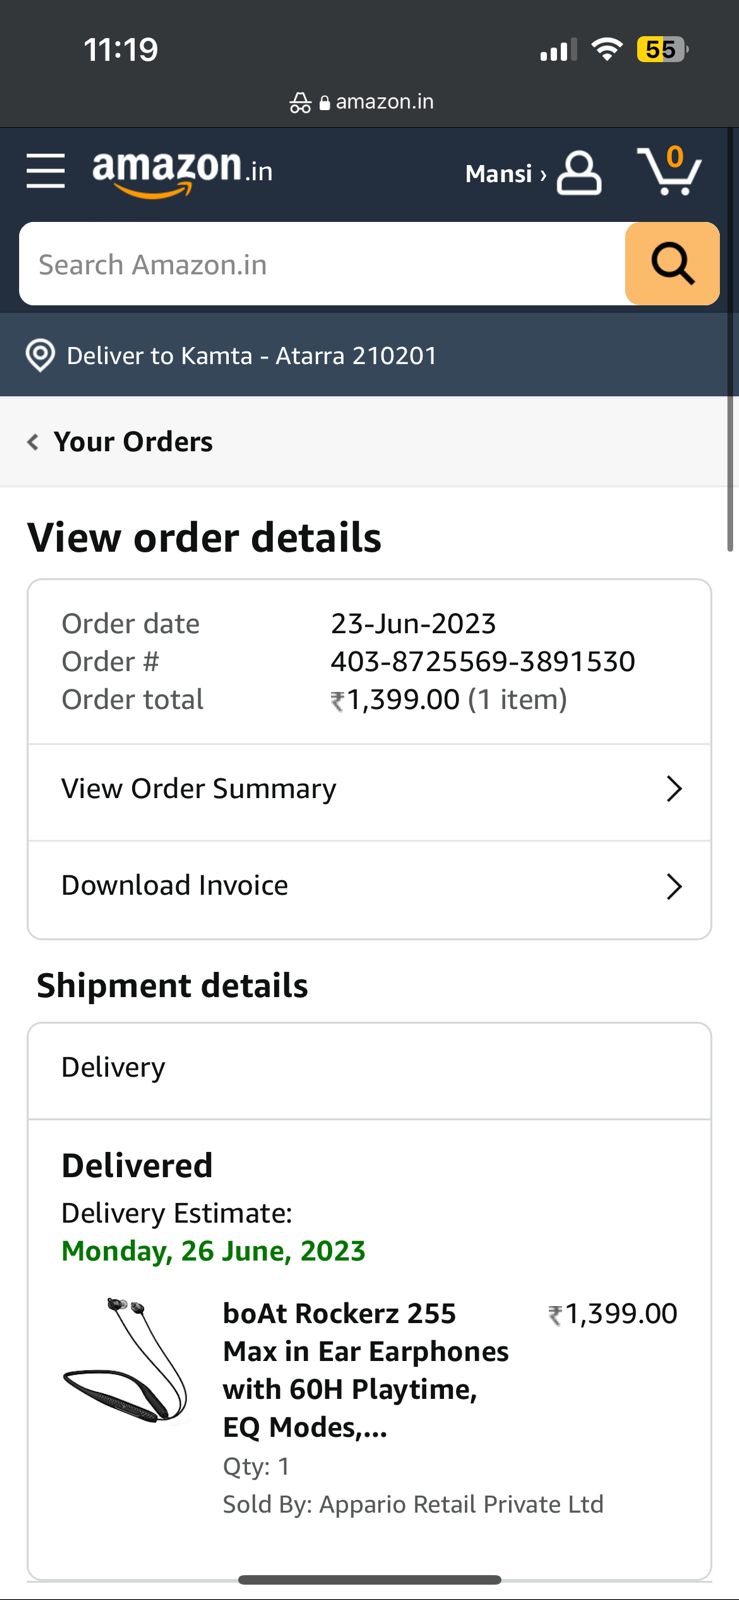 11:19
55
amazon.in
amazon.in
Mansi ›
0
Search Amazon.in
Deliver to Kamta - Atarra 210201
Your Orders
View order details
Order date 23-Jun-2023
Order # 403-8725569-3891530
Order total ₹1,399.00 (1 item)
View Order Summary
Download Invoice
Shipment details
Delivery
Delivered
Delivery Estimate:
Monday, 26 June, 2023
boAt Rockerz 255 ₹1,399.00
Max in Ear Earphones
with 60H Playtime,
EQ Modes,...
Qty: 1
Sold By: Appario Retail Private Ltd